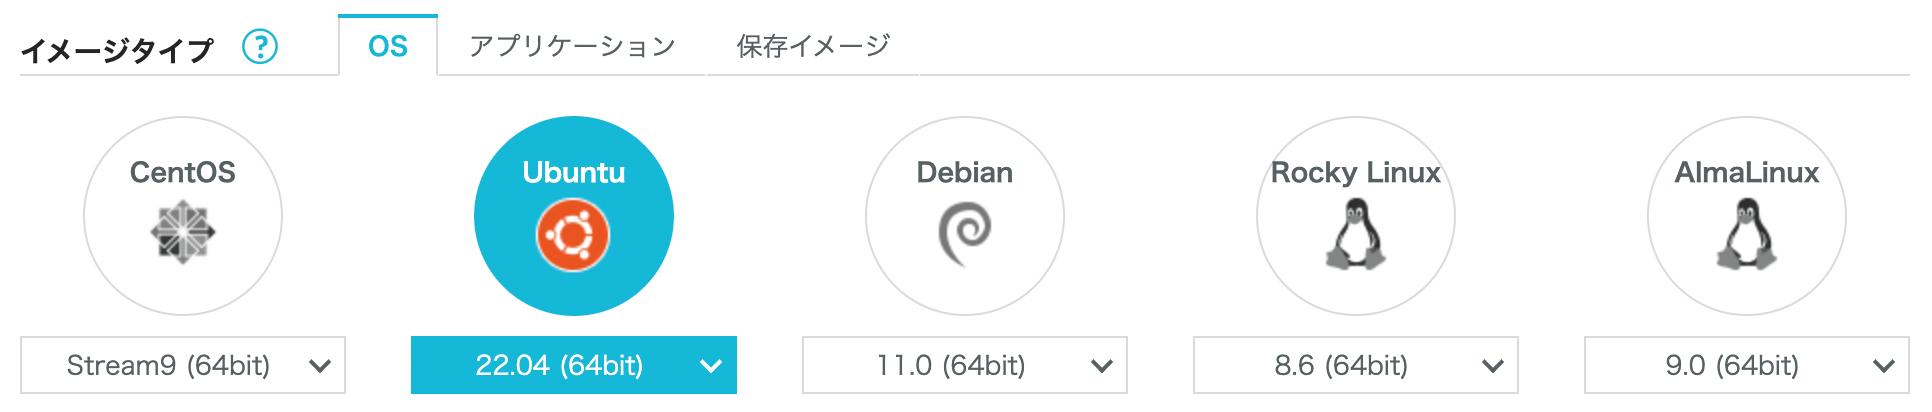 イメージタイプ ? OS アプリケーション 保存イメージ
CentOS Ubuntu Debian Rocky Linux AlmaLinux
Stream9 (64bit) 22.04 (64bit) 11.0 (64bit) 8.6 (64bit) 9.0 (64bit)